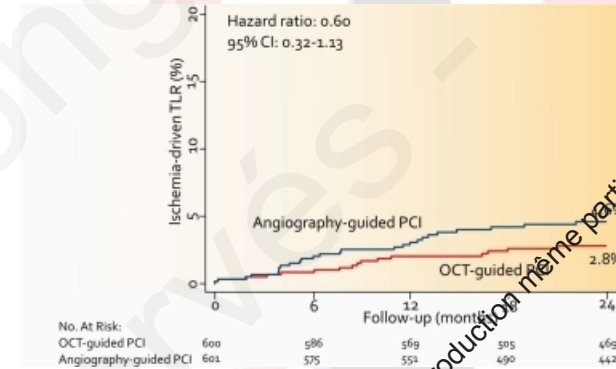 Hazard ratio: 0.60
95% CI: 0.32-1.13
Ischemia-driven TLR (%)
20
15
10
5
0
Angiography-guided PCI
OCT-guided
2.8%
0 6 12 24
Follow-up
No. At Risk:
OCT-guided PCI 600 586 569 505 469
Angiography-guided PCI 601 575 551 490 442